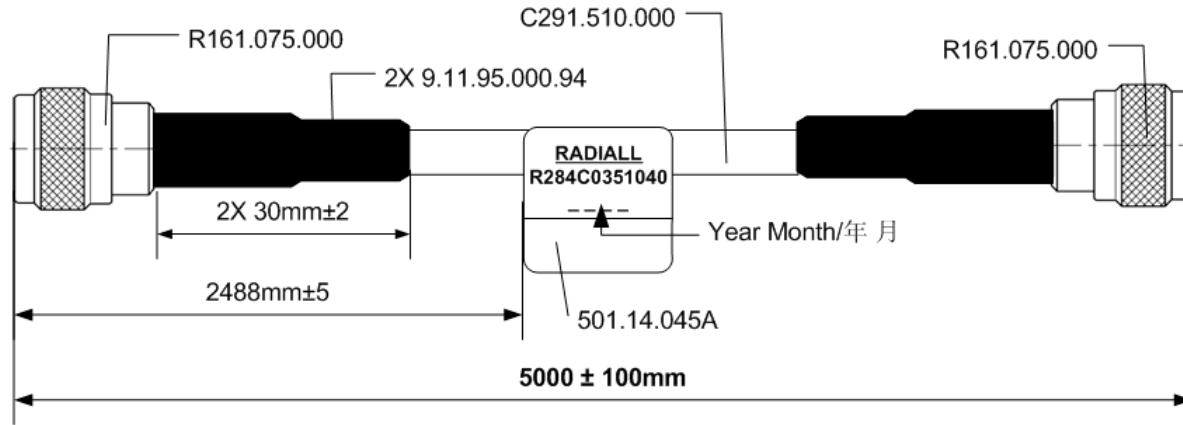 C291.510.000
R161.075.000
R161.075.000
2X 9.11.95.000.94
RADIALL
R284C0351040
2X 30mm±2
Year Month/年 月
2488mm±5
501.14.045A
5000 ± 100mm